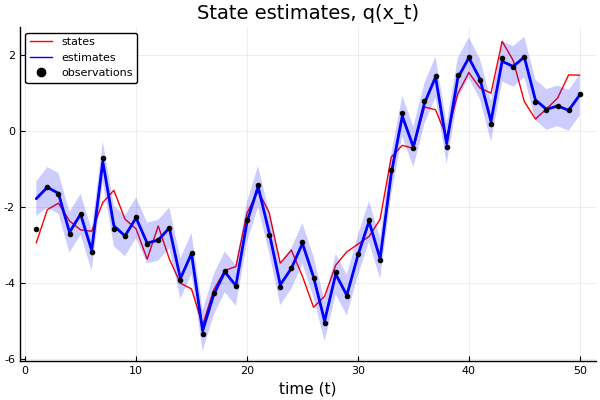 State estimates, q(x_t)
states
estimates
observations
2
0
-2
-4
-6
0 10 20 30 40 50
time (t)